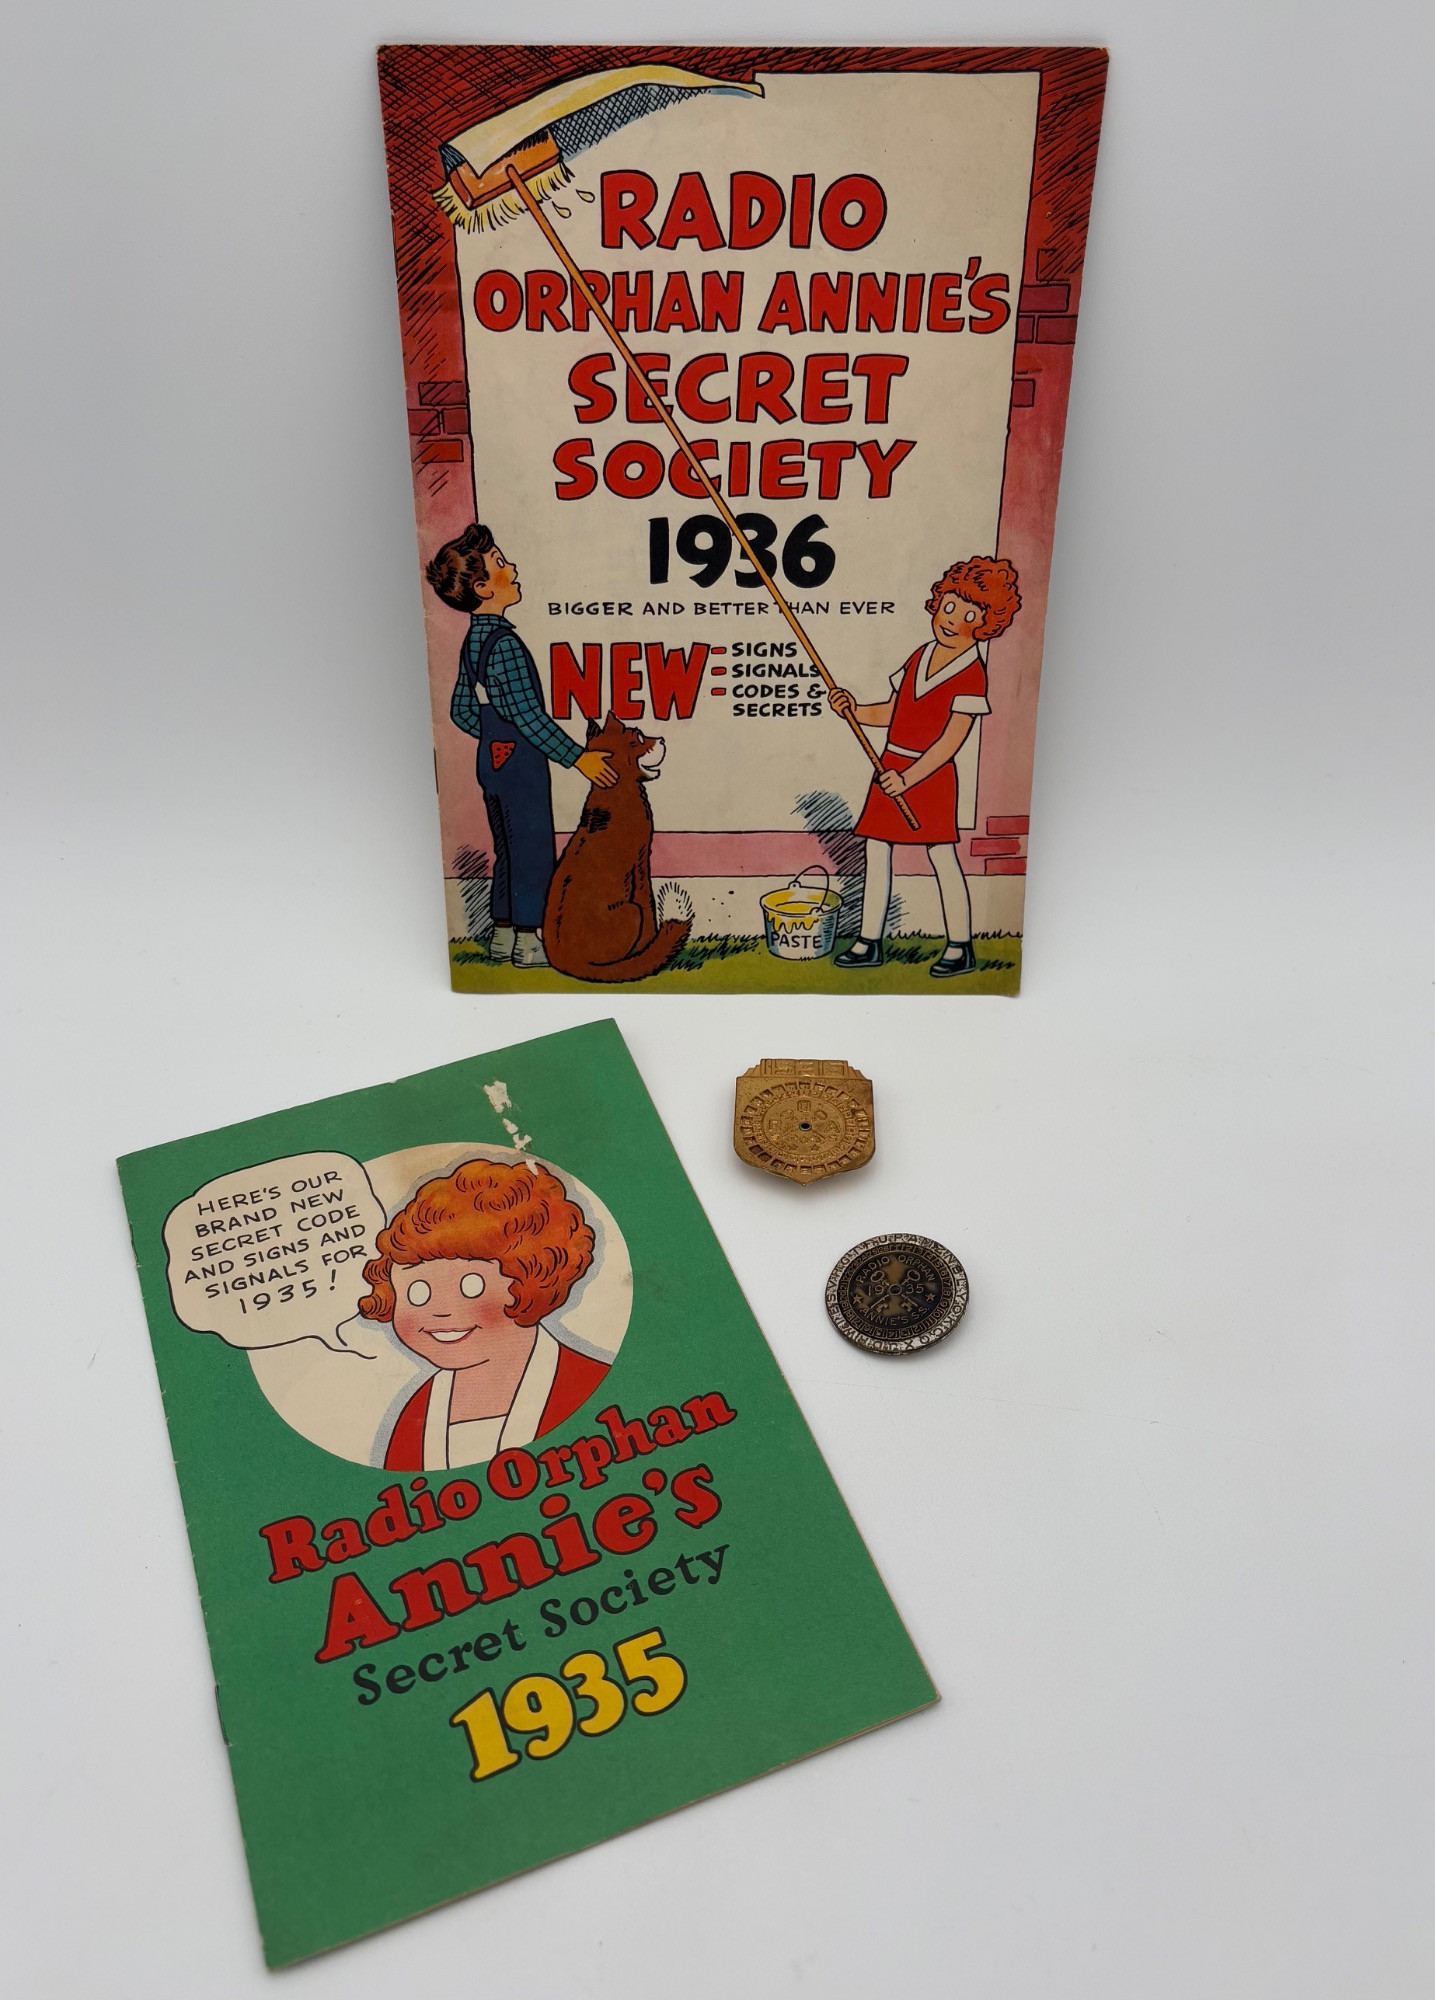 RADIO
ORPHAN ANNIE'S
SECRET
SOCIETY
1936
BIGGER AND BETTER THAN EVER
NEW
SIGNS
SIGNALS
CODES &
SECRETS
PASTE
HERE'S OUR
BRAND NEW
SECRET CODE
AND SIGNS AND
SIGNALS FOR
1935!
Radio Orphan
Annie's
Secret Society
1935
RADIO ORPHAN
1935
ANNIE'S S.S.